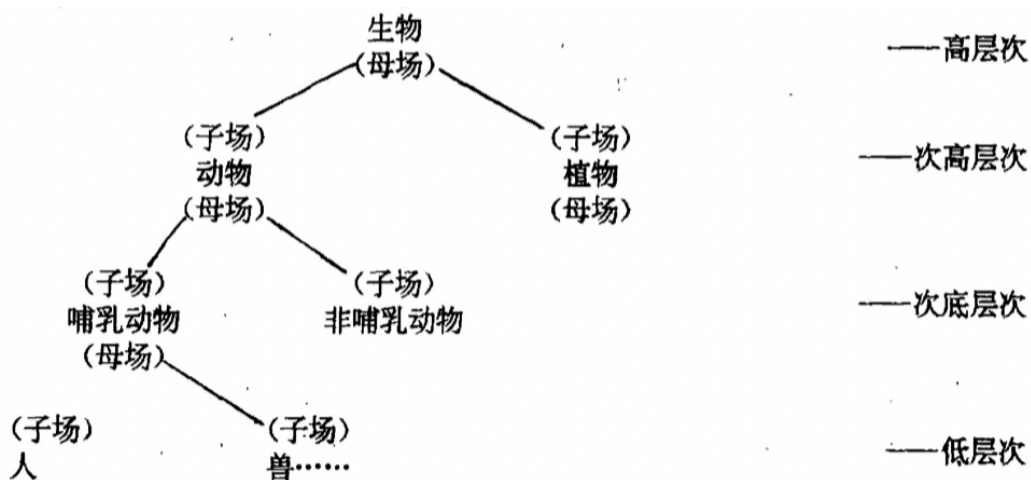 生物
(母场)
——高层次
(子场) (子场)
动物 植物
(母场) (母场)
——次高层次
(子场) (子场)
哺乳动物 非哺乳动物
(母场)
——次底层次
(子场) (子场)
人 兽……
——低层次